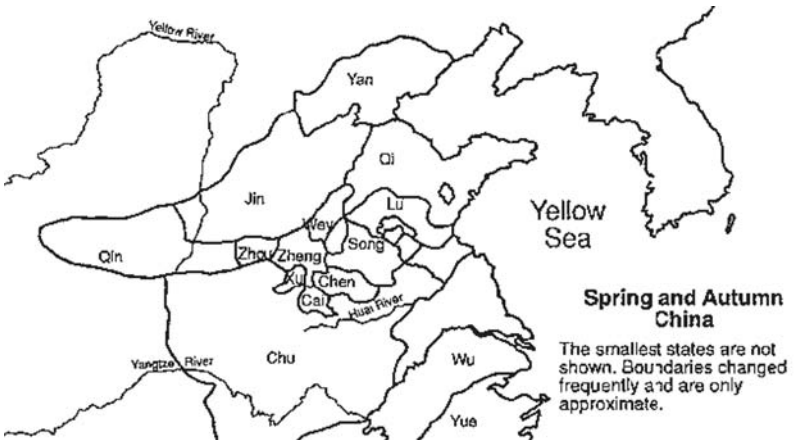 Yellow River
Yan
Qi
Jin
Lu
Wey
Yellow
Sea
Song
Qin
Zhou
Zheng
Xu
Chen
Cai
Huai River
Spring and Autumn
China
The smallest states are not
shown. Boundaries changed
frequently and are only
approximate.
Chu
Wu
Yangtze River
Yue